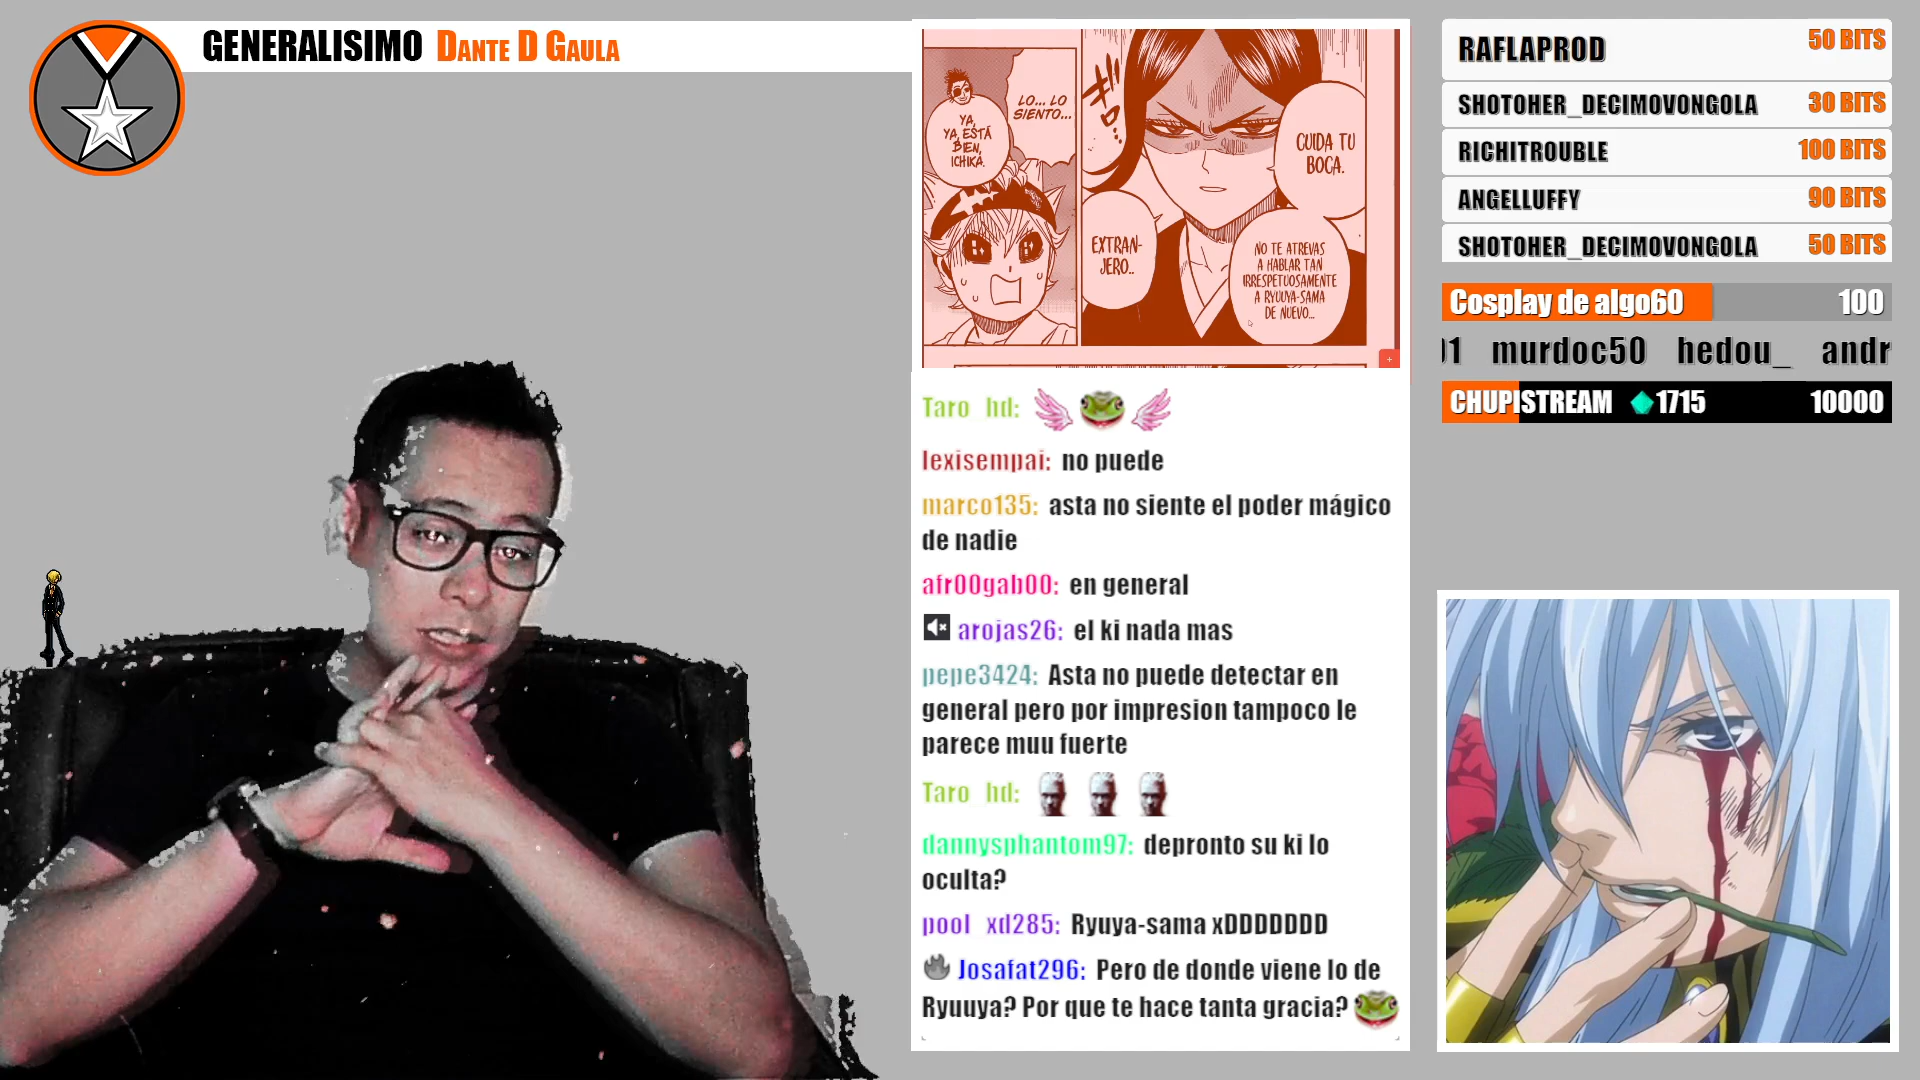 GENERALISIMO DANTE D GAULA
LO... LO
SIENTO...
YA,
YA, ESTÁ
BIEN,
ICHIKA.
CUIDA TU
BOCA.
EXTRAN-
JERO..
NO TE ATREVAS
A HABLAR TAN
IRRESPETUOSAMENTE
A RYUUYA-SAMA
DE NUEVO...
Taro_hd:
lexisempai: no puede
marco135: asta no siente el poder mágico
de nadie
afr00gab00: en general
arojas26: el ki nada mas
pepe3424: Asta no puede detectar en
general pero por impresion tampoco le
parece muu fuerte
Taro_hd:
dannysphantom97: depronto su ki lo
oculta?
pool_xd285: Ryuya-sama xDDDDDDD
Josafat296: Pero de donde viene lo de
Ryuuya? Por que te hace tanta gracia?
RAFLAPROD 50 BITS
SHOTOHER_DECIMOVONGOLA 30 BITS
RICHITROUBLE 100 BITS
ANGELLUFFY 90 BITS
SHOTOHER_DECIMOVONGOLA 50 BITS
Cosplay de algo60 100
01 murdoc50 hedou_ andr
CHUPISTREAM 1715 10000